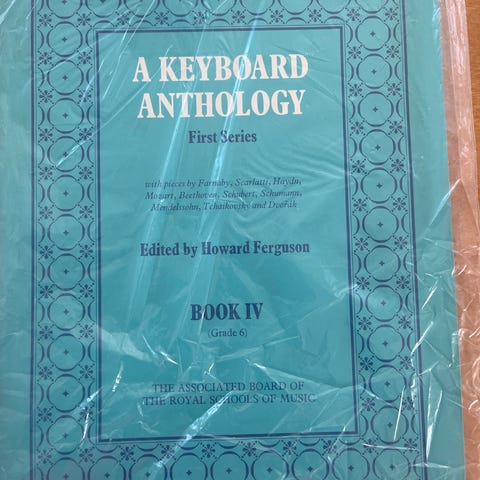 A KEYBOARD
ANTHOLOGY
First Series
with pieces by Farnaby, Scarlatti, Haydn,
Mozart, Beethoven, Schubert, Schumann,
Mendelssohn, Tchaikovsky and Dvořák
Edited by Howard Ferguson
BOOK IV
(Grade 6)
THE ASSOCIATED BOARD OF
THE ROYAL SCHOOLS OF MUSIC